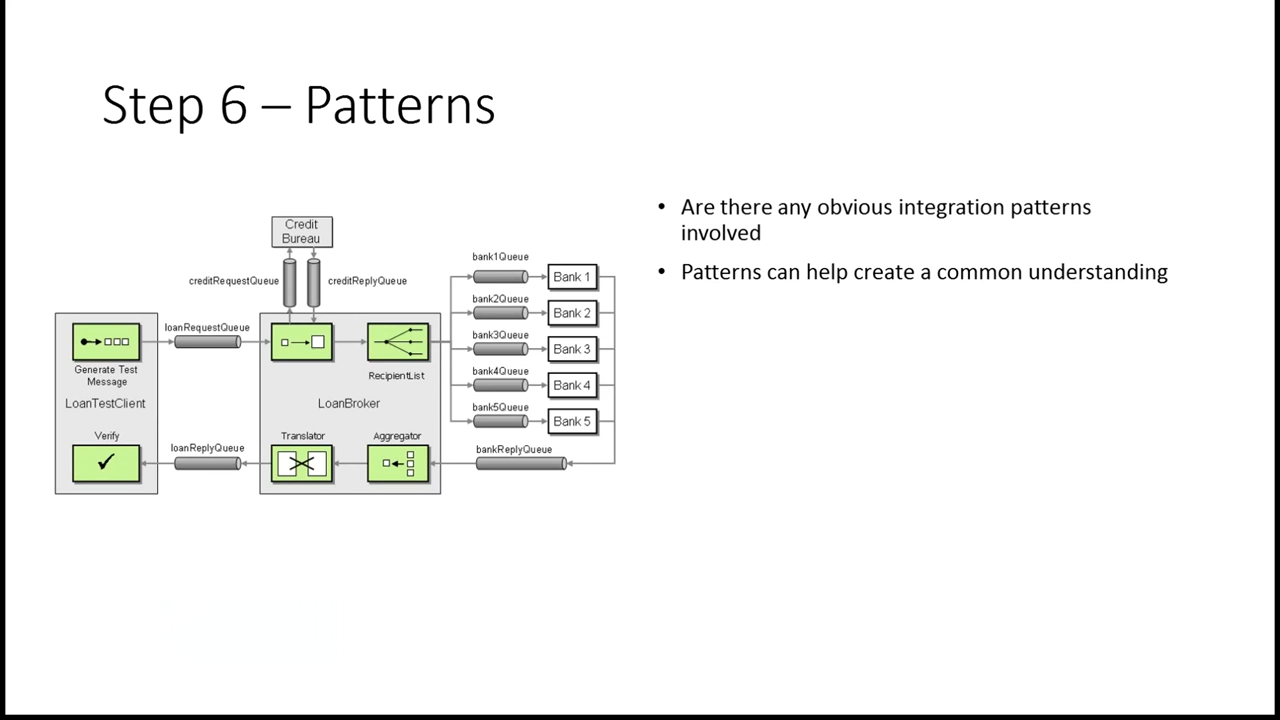 Step 6 – Patterns
Credit
Bureau
creditRequestQueue
creditReplyQueue
loanRequestQueue
Generate Test
Message
LoanTestClient
Verify
loanReplyQueue
RecipientList
LoanBroker
Translator
Aggregator
bank1Queue
Bank 1
bank2Queue
Bank 2
bank3Queue
Bank 3
bank4Queue
Bank 4
bank5Queue
Bank 5
bankReplyQueue
• Are there any obvious integration patterns
involved
• Patterns can help create a common understanding